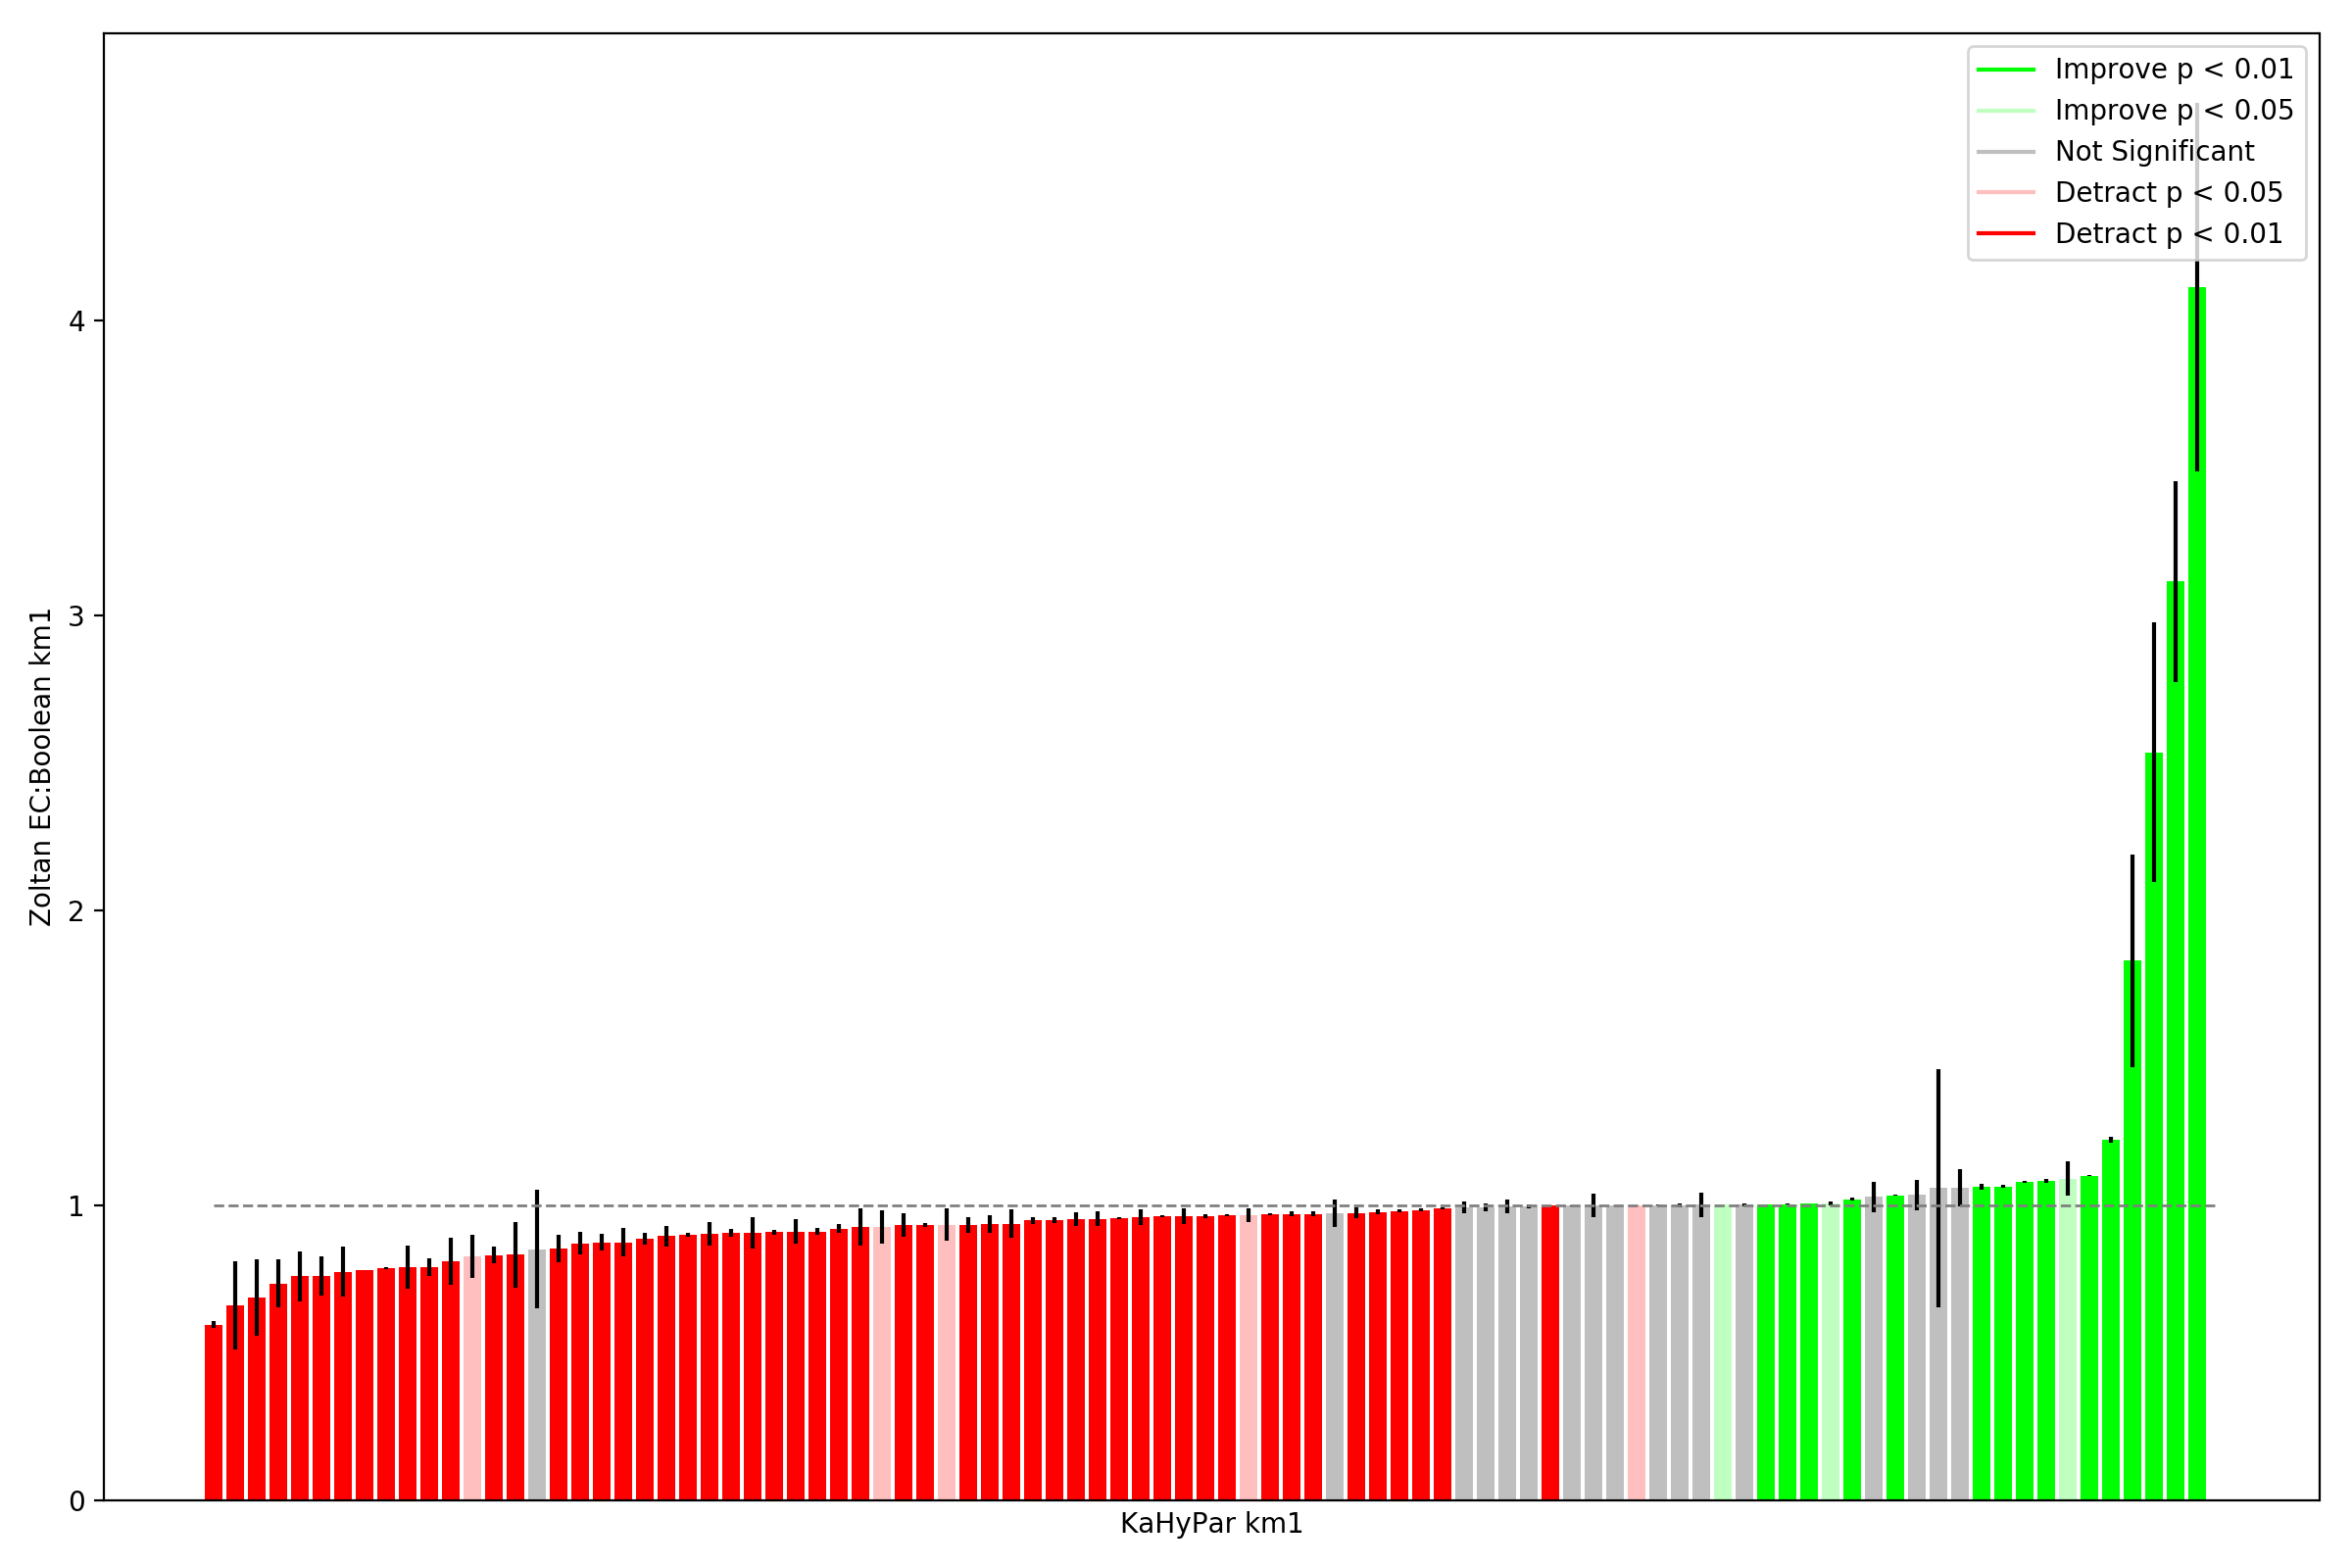 Improve p < 0.01
Improve p < 0.05
Not Significant
Detract p < 0.05
Detract p < 0.01
4
3
2
1
0
Zoltan EC:Boolean km1
KaHyPar km1